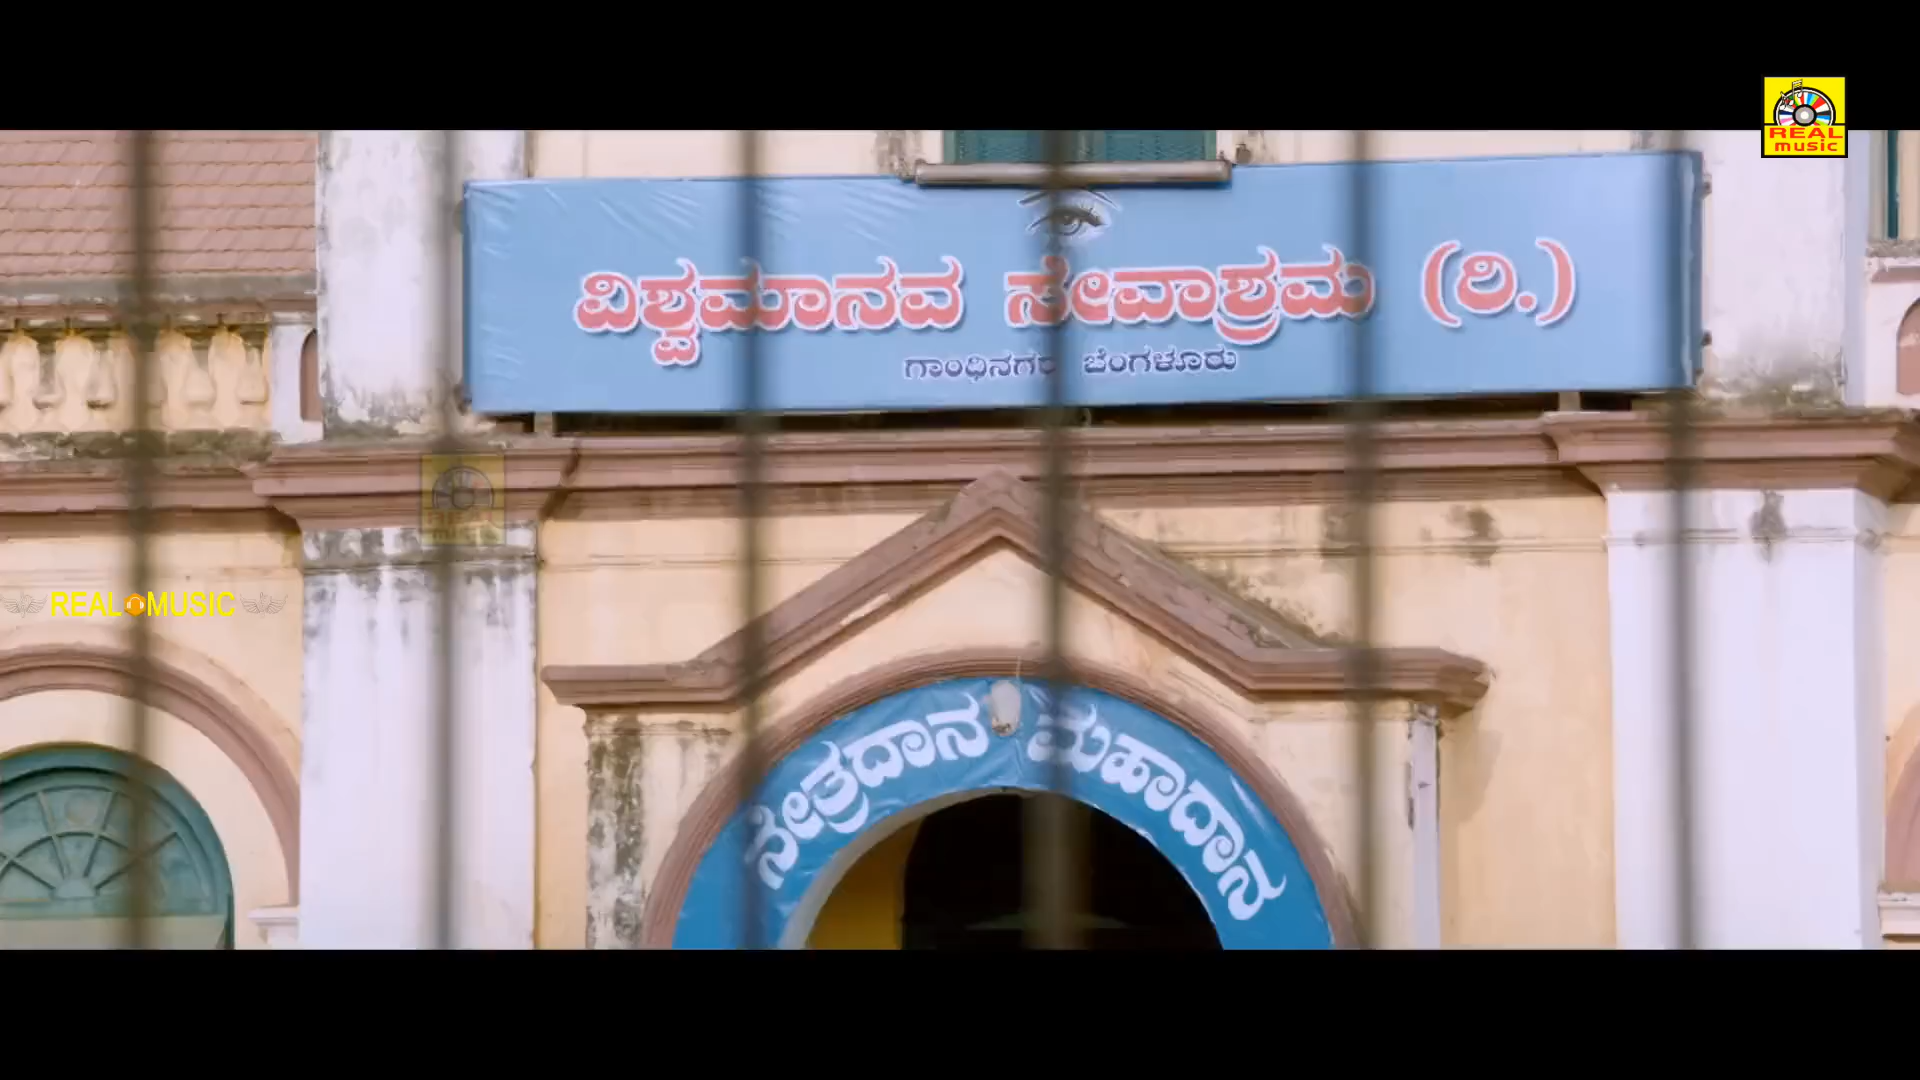 REAL
music
ವಿಶ್ವಮಾನವ ಸೇವಾಶ್ರಮ (ರಿ.)
ಗಾಂಧಿನಗರ ಬೆಂಗಳೂರು
REAL MUSIC
ನೇತ್ರದಾನ ಮಹಾದಾನ